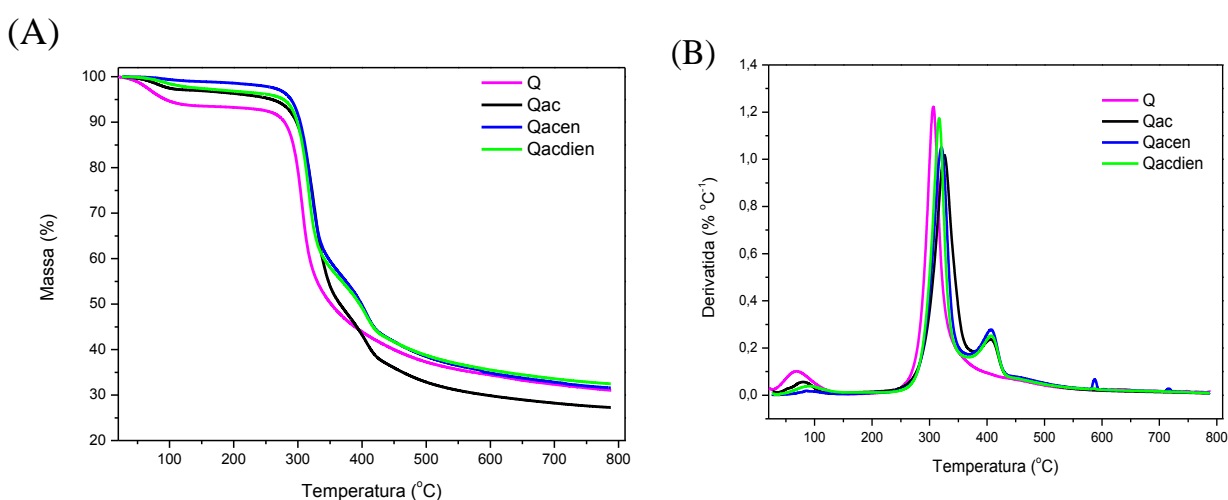 (A)
100
90
80
70
60
50
40
30
20
100 200 300 400 500 600 700 800
Massa (%)
Temperatura (°C)
Q
Qac
Qacen
Qacdien
(B)
1,4
1,2
1,0
0,8
0,6
0,4
0,2
0,0
100 200 300 400 500 600 700 800
Derivatida (% °C⁻¹)
Temperatura (°C)
Q
Qac
Qacen
Qacdien